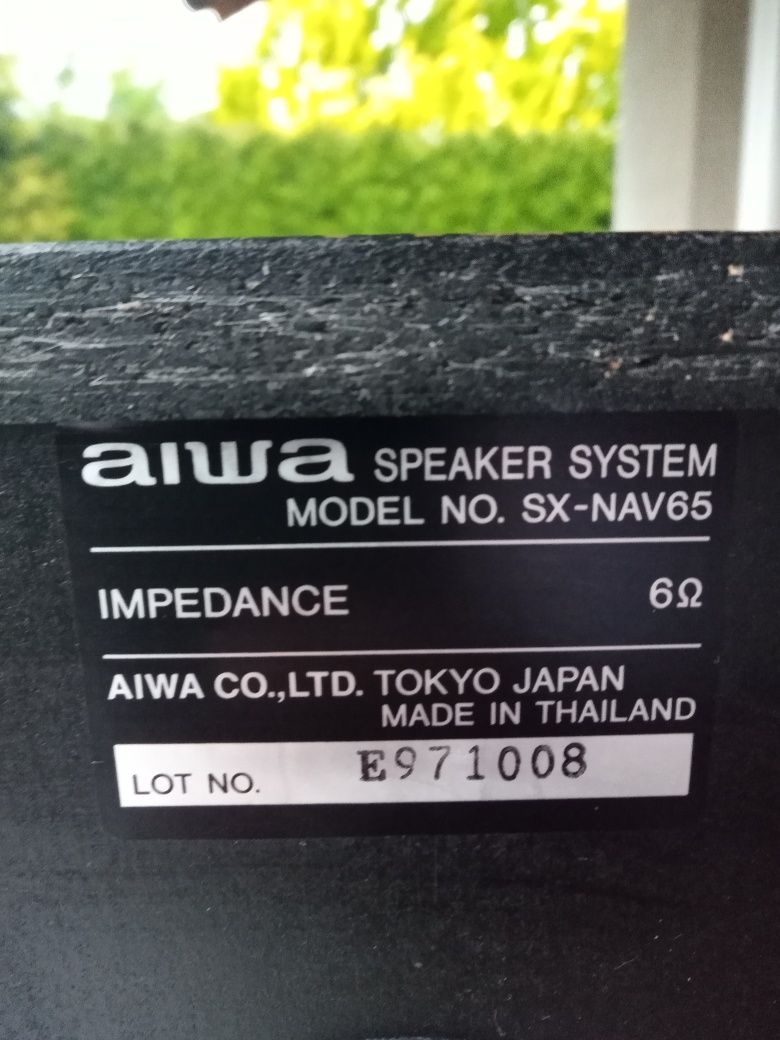 aiwa SPEAKER SYSTEM
MODEL NO. SX-NAV65
IMPEDANCE 6Ω
AIWA CO.,LTD. TOKYO JAPAN
MADE IN THAILAND
LOT NO. E971008